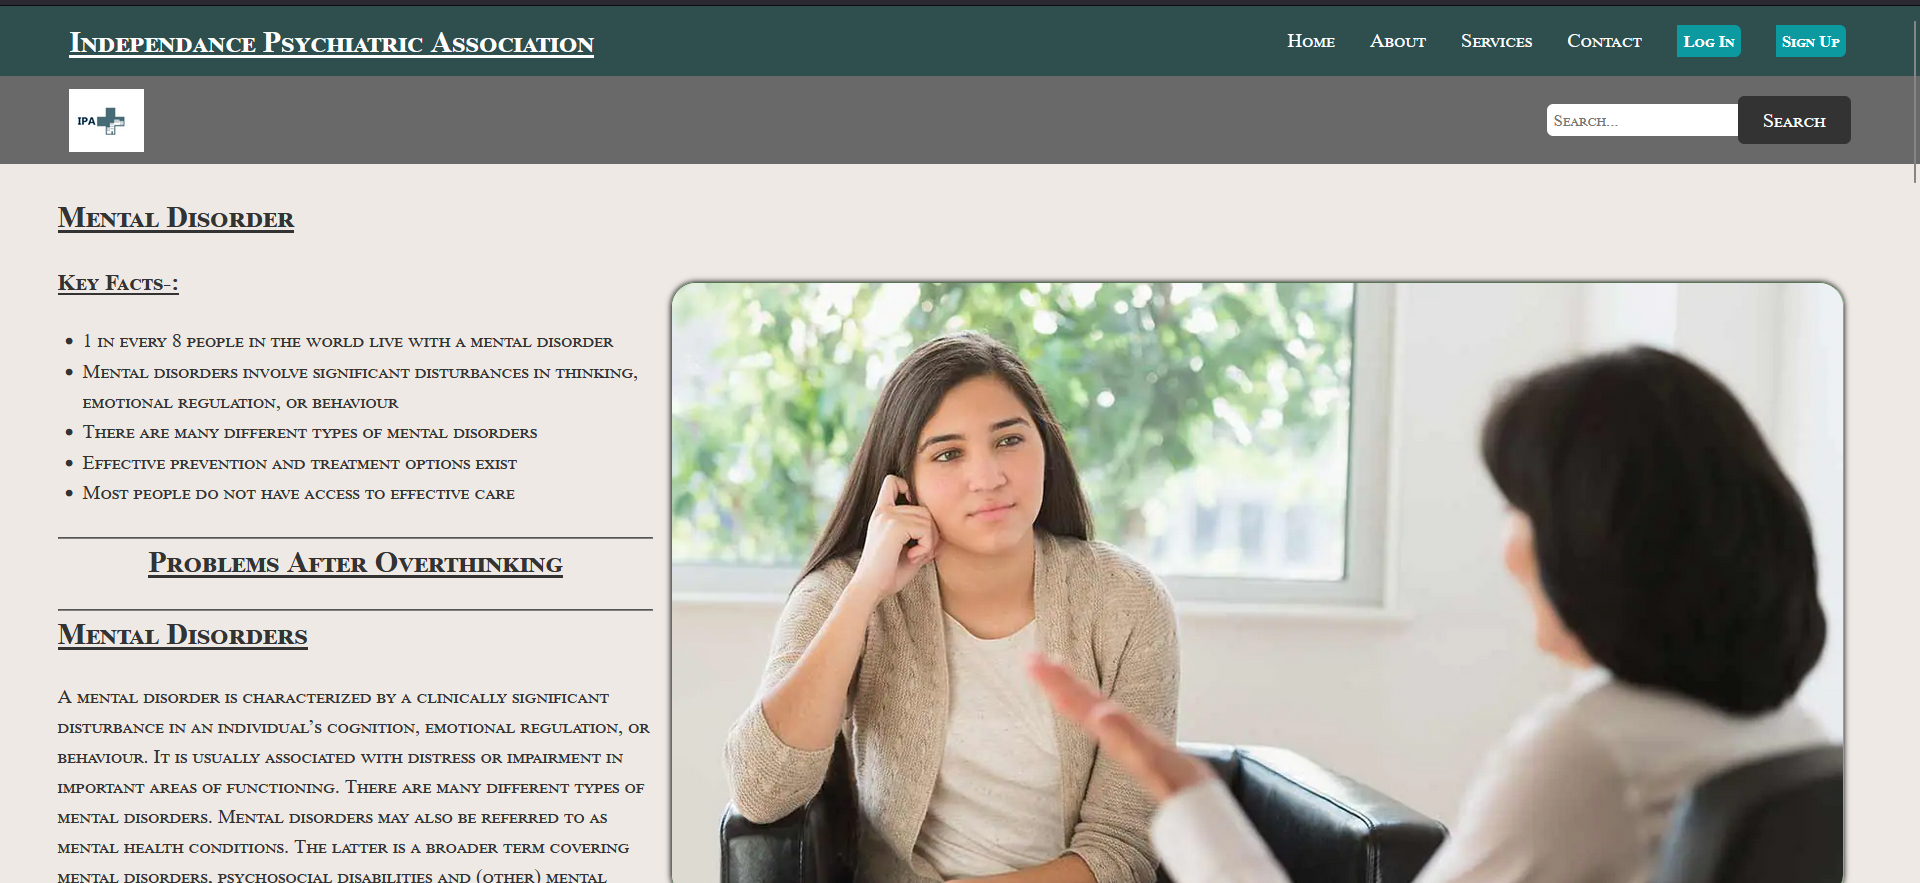 Independance Psychiatric Association
Home About Services Contact Log In Sign Up
IPA
Search... Search
Mental Disorder
Key Facts-:
1 in every 8 people in the world live with a mental disorder
Mental disorders involve significant disturbances in thinking,
emotional regulation, or behaviour
There are many different types of mental disorders
Effective prevention and treatment options exist
Most people do not have access to effective care
Problems After Overthinking
Mental Disorders
A mental disorder is characterized by a clinically significant
disturbance in an individual’s cognition, emotional regulation, or
behaviour. It is usually associated with distress or impairment in
important areas of functioning. There are many different types of
mental disorders. Mental disorders may also be referred to as
mental health conditions. The latter is a broader term covering
mental disorders, psychosocial disabilities and (other) mental